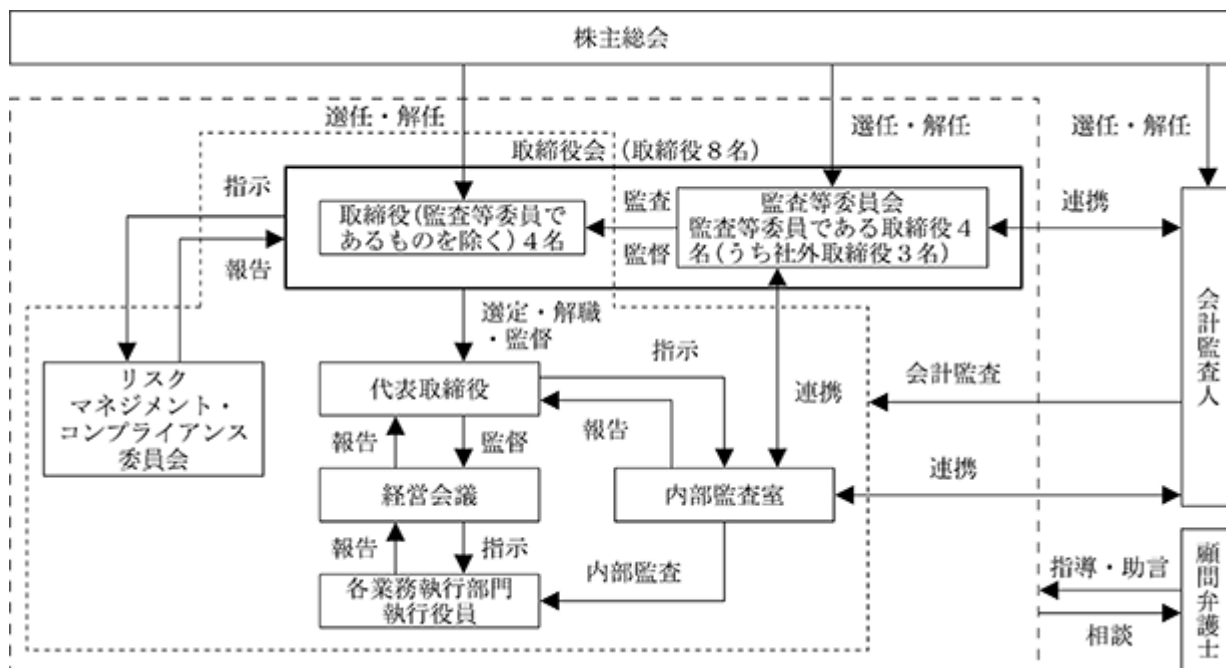 株主総会
選任・解任
選任・解任
選任・解任
取締役会（取締役８名）
指示
報告
取締役（監査等委員で
あるものを除く）４名
監査
監督
監査等委員会
監査等委員である取締役４
名（うち社外取締役３名）
連携
会計監査人
選定・解職
・監督
リスク
マネジメント・
コンプライアンス
委員会
代表取締役
指示
報告
連携
会計監査
報告
監督
経営会議
内部監査室
連携
報告
指示
内部監査
各業務執行部門
執行役員
指導・助言
相談
顧問弁護士